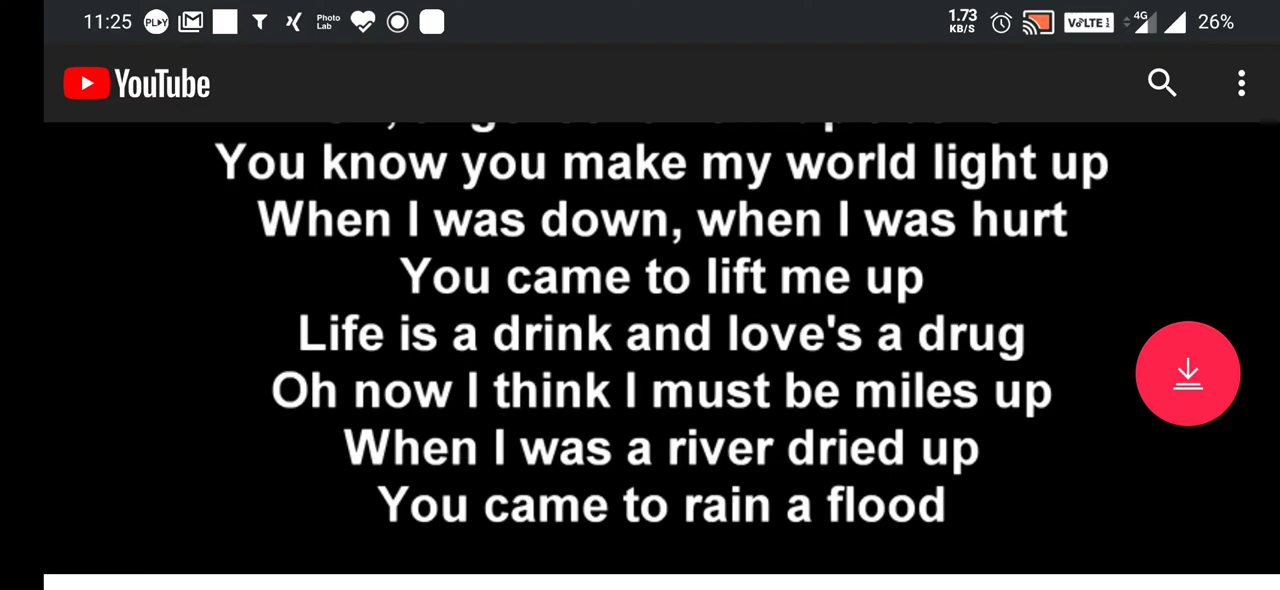 11:25 PLAY Photo Lab 1.73 KB/S VoLTE 1 4G 26%
YouTube
You know you make my world light up
When I was down, when I was hurt
You came to lift me up
Life is a drink and love's a drug
Oh now I think I must be miles up
When I was a river dried up
You came to rain a flood